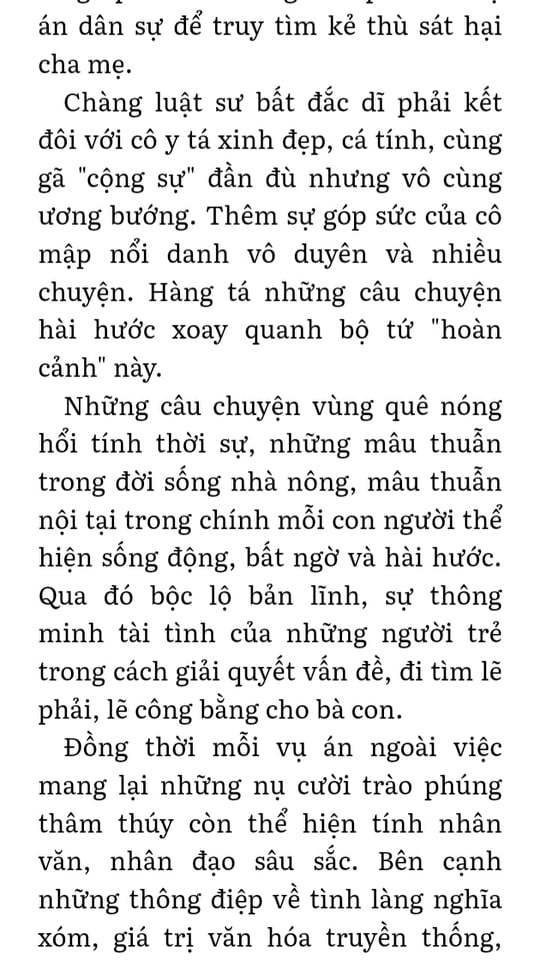 án dân sự để truy tìm kẻ thù sát hại
cha mẹ.
Chàng luật sư bất đắc dĩ phải kết
đôi với cô y tá xinh đẹp, cá tính, cùng
gã "cộng sự" đần đù nhưng vô cùng
ương bướng. Thêm sự góp sức của cô
mập nổi danh vô duyên và nhiều
chuyện. Hàng tá những câu chuyện
hài hước xoay quanh bộ tứ "hoàn
cảnh" này.
Những câu chuyện vùng quê nóng
hổi tính thời sự, những mâu thuẫn
trong đời sống nhà nông, mâu thuẫn
nội tại trong chính mỗi con người thể
hiện sống động, bất ngờ và hài hước.
Qua đó bộc lộ bản lĩnh, sự thông
minh tài tình của những người trẻ
trong cách giải quyết vấn đề, đi tìm lẽ
phải, lẽ công bằng cho bà con.
Đồng thời mỗi vụ án ngoài việc
mang lại những nụ cười trào phúng
thâm thúy còn thể hiện tính nhân
văn, nhân đạo sâu sắc. Bên cạnh
những thông điệp về tình làng nghĩa
xóm, giá trị văn hóa truyền thống,